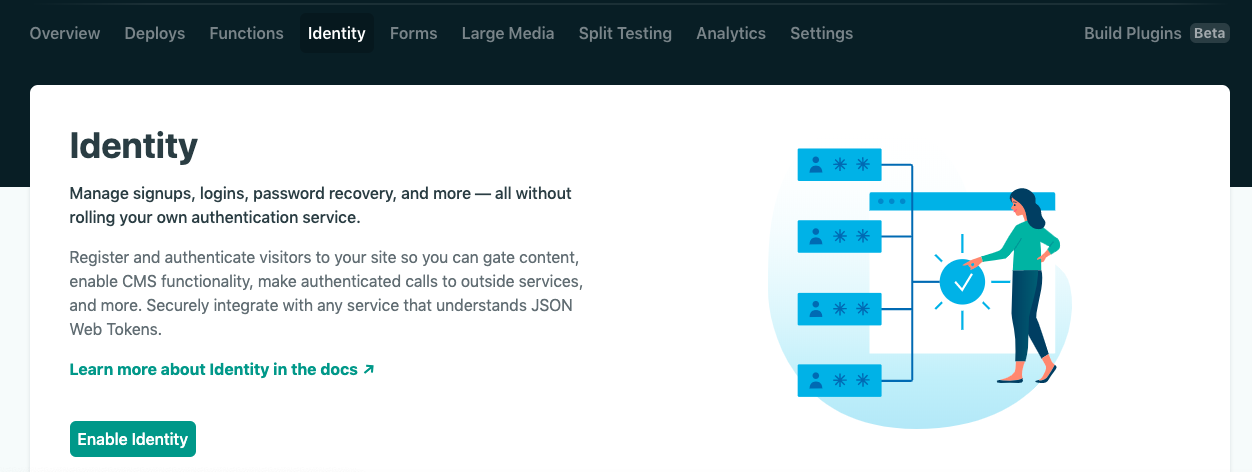 Overview Deploys Functions Identity Forms Large Media Split Testing Analytics Settings Build Plugins Beta
Identity
Manage signups, logins, password recovery, and more — all without
rolling your own authentication service.
Register and authenticate visitors to your site so you can gate content,
enable CMS functionality, make authenticated calls to outside services,
and more. Securely integrate with any service that understands JSON
Web Tokens.
Learn more about Identity in the docs ↗
Enable Identity